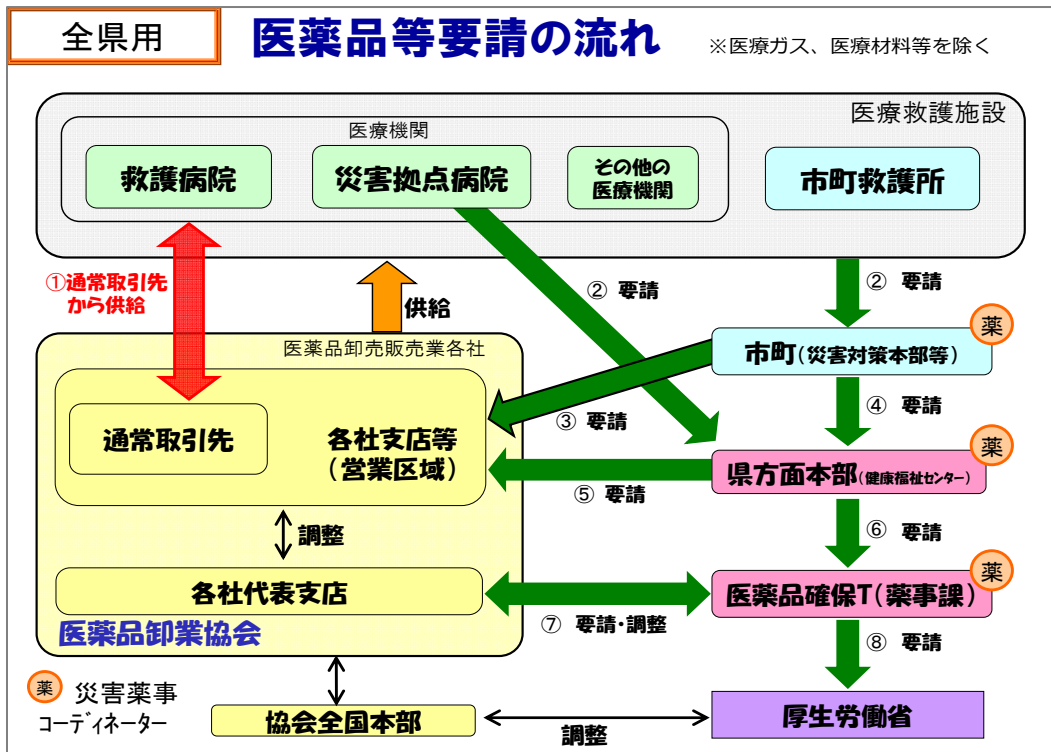 全県用
医薬品等要請の流れ
※医療ガス、医療材料等を除く
医療救護施設
医療機関
救護病院
災害拠点病院
その他の
医療機関
市町救護所
①通常取引先
から供給
供給
② 要請
② 要請
医薬品卸売販売業各社
薬
市町(災害対策本部等)
③ 要請
④ 要請
通常取引先
各社支店等
(営業区域)
薬
県方面本部(健康福祉センター)
⑤ 要請
⑥ 要請
調整
各社代表支店
薬
医薬品確保T(薬事課)
⑦ 要請・調整
医薬品卸業協会
⑧ 要請
薬 災害薬事
コーディネーター
協会全国本部
調整
厚生労働省